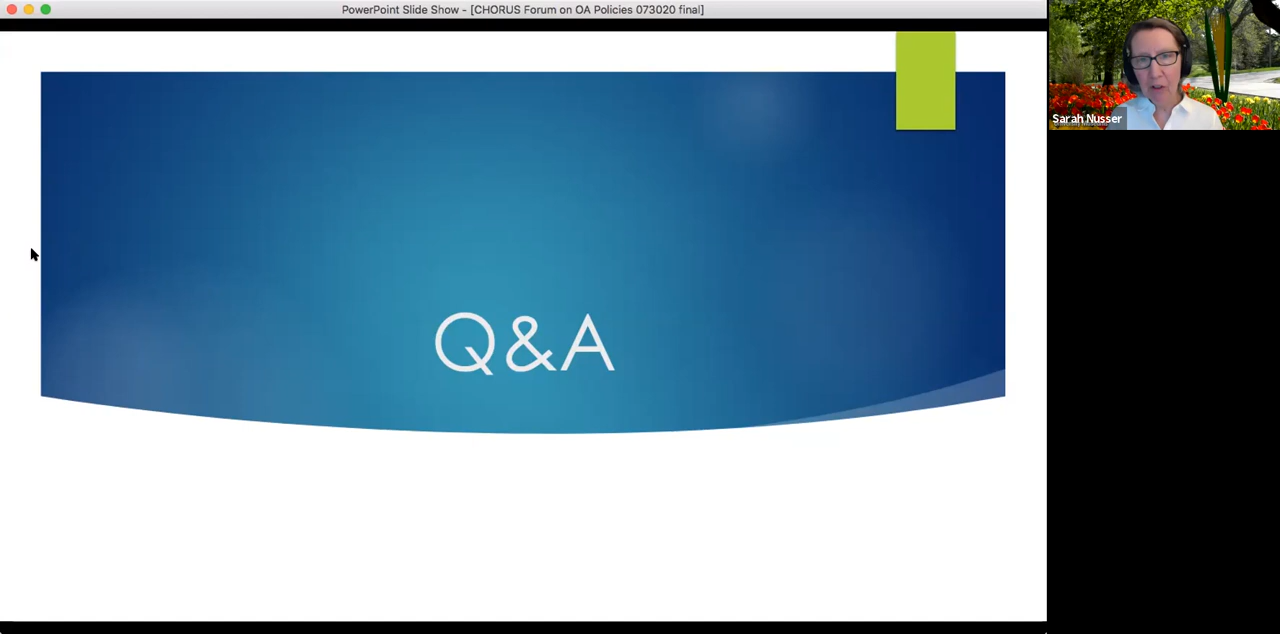 PowerPoint Slide Show - [CHORUS Forum on OA Policies 073020 final]
Sarah Nusser
Q&A